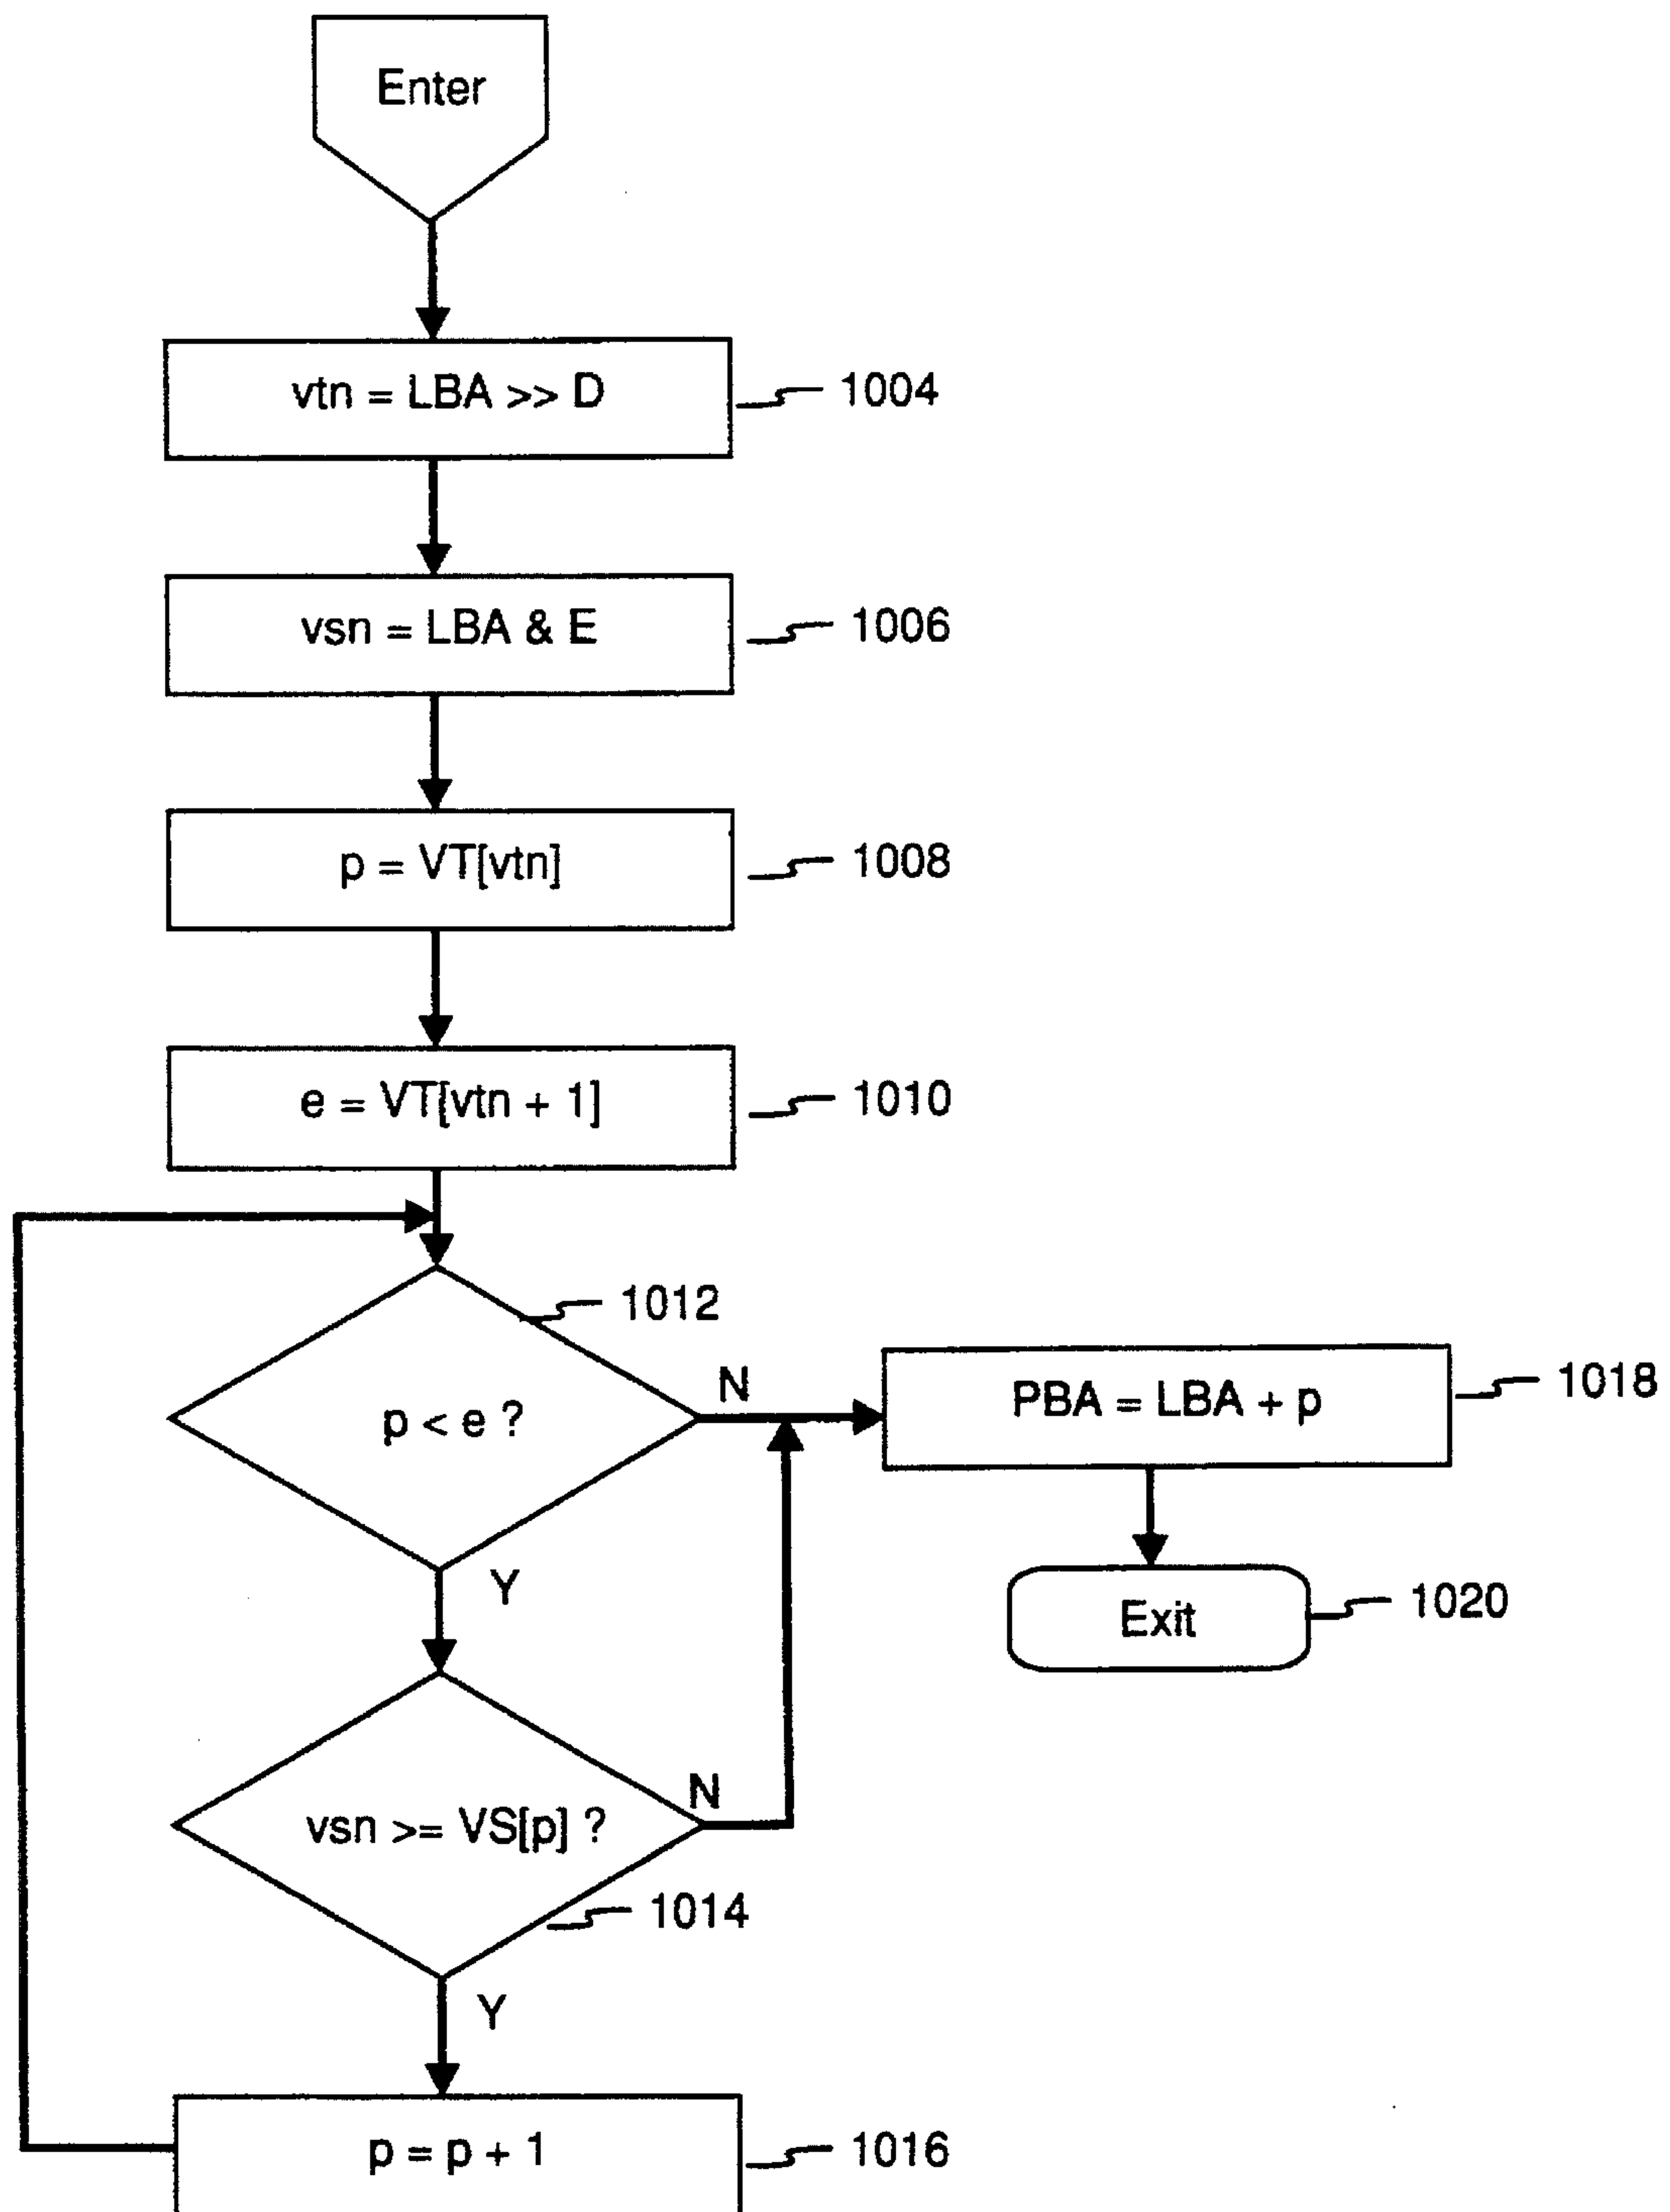 Enter
vtn = LBA >> D
1004
vsn = LBA & E
1006
p = VT[vtn]
1008
e = VT[vtn + 1]
1010
1012
p < e ?
N
PBA = LBA + p
1018
Y
Exit
1020
vsn >= VS[p] ?
N
1014
Y
p = p + 1
1016